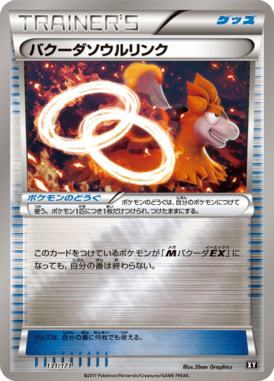 TRAINER'S
グッズ
バクーダソウルリンク
ポケモンのどうぐ
ポケモンのどうぐは、自分のポケモンにつけて
使う。ポケモン1匹につき1枚だけつけられ、つけたままにする。
このカードをつけているポケモンが「MバクーダEX」に
なっても、自分の番は終わらない。
グッズは、自分の番に何枚でも使える。
131/171
illus. 5ban Graphics
XY
©2017 Pokémon/Nintendo/Creatures/GAME FREAK.